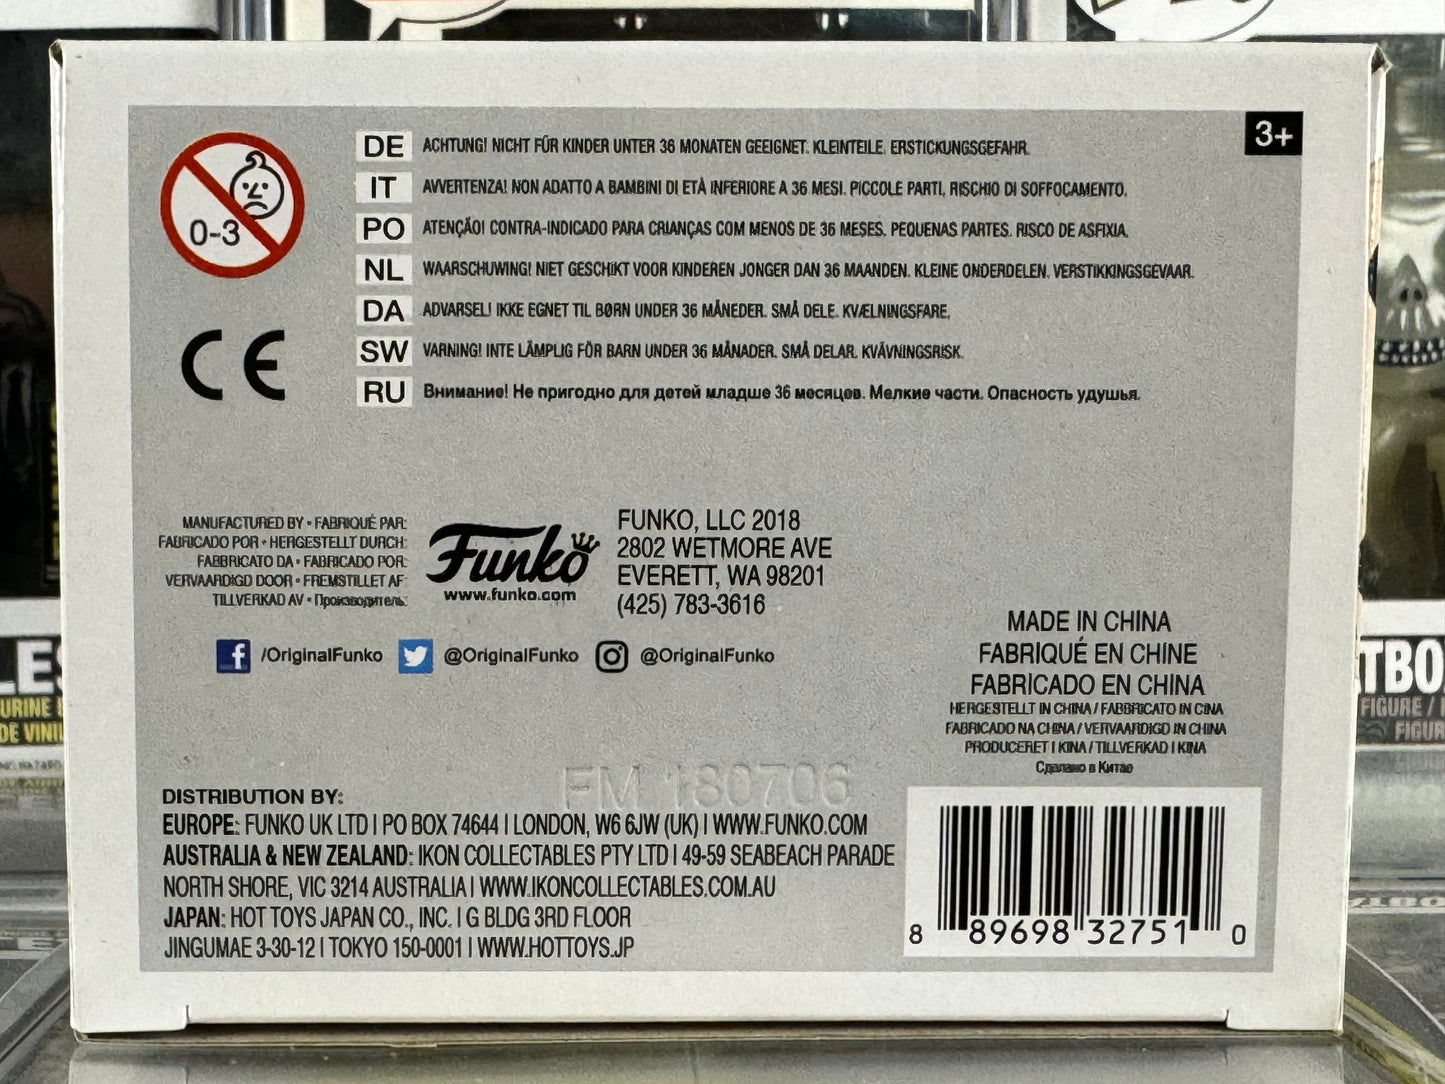 3+
0-3
DE ACHTUNG! NICHT FÜR KINDER UNTER 36 MONATEN GEEIGNET. KLEINTEILE. ERSTICKUNGSGEFAHR.
IT AVVERTENZA! NON ADATTO A BAMBINI DI ETÀ INFERIORE A 36 MESI. PICCOLE PARTI, RISCHIO DI SOFFOCAMENTO.
PO ATENÇÃO! CONTRA-INDICADO PARA CRIANÇAS COM MENOS DE 36 MESES. PEQUENAS PARTES. RISCO DE ASFIXIA.
NL WAARSCHUWING! NIET GESCHIKT VOOR KINDEREN JONGER DAN 36 MAANDEN. KLEINE ONDERDELEN. VERSTIKKINGSGEVAAR.
DA ADVARSEL! IKKE EGNET TIL BØRN UNDER 36 MÅNEDER. SMÅ DELE. KVÆLNINGSFARE.
SW VARNING! INTE LÄMPLIG FÖR BARN UNDER 36 MÅNADER. SMÅ DELAR. KVÄVNINGSRISK.
RU Внимание! Не пригодно для детей младше 36 месяцев. Мелкие части. Опасность удушья.
CE
MANUFACTURED BY • FABRIQUÉ PAR:
FABRICADO POR • HERGESTELLT DURCH:
FABBRICATO DA • FABRICADO POR:
VERVAARDIGD DOOR • FREMSTILLET AF:
TILLVERKAD AV • Производитель:
Funko
www.funko.com
FUNKO, LLC 2018
2802 WETMORE AVE
EVERETT, WA 98201
(425) 783-3616
/OriginalFunko @OriginalFunko @OriginalFunko
MADE IN CHINA
FABRIQUÉ EN CHINE
FABRICADO EN CHINA
HERGESTELLT IN CHINA / FABBRICATO IN CINA
FABRICADO NA CHINA / VERVAARDIGD IN CHINA
PRODUCERET I KINA / TILLVERKAD I KINA
Сделано в Китае
FM 180706
DISTRIBUTION BY:
EUROPE: FUNKO UK LTD | PO BOX 74644 | LONDON, W6 6JW (UK) | WWW.FUNKO.COM
AUSTRALIA & NEW ZEALAND: IKON COLLECTABLES PTY LTD | 49-59 SEABEACH PARADE
NORTH SHORE, VIC 3214 AUSTRALIA | WWW.IKONCOLLECTABLES.COM.AU
JAPAN: HOT TOYS JAPAN CO., INC. | G BLDG 3RD FLOOR
JINGUMAE 3-30-12 | TOKYO 150-0001 | WWW.HOTTOYS.JP
8 89698 32751 0
FIGURE /